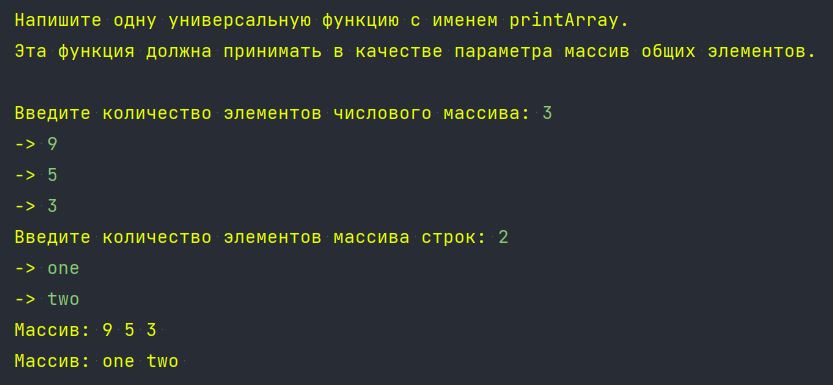 Напишите одну универсальную функцию с именем printArray.
Эта функция должна принимать в качестве параметра массив общих элементов.
Введите количество элементов числового массива: 3
-> 9
-> 5
-> 3
Введите количество элементов массива строк: 2
-> one
-> two
Массив: 9 5 3
Массив: one two